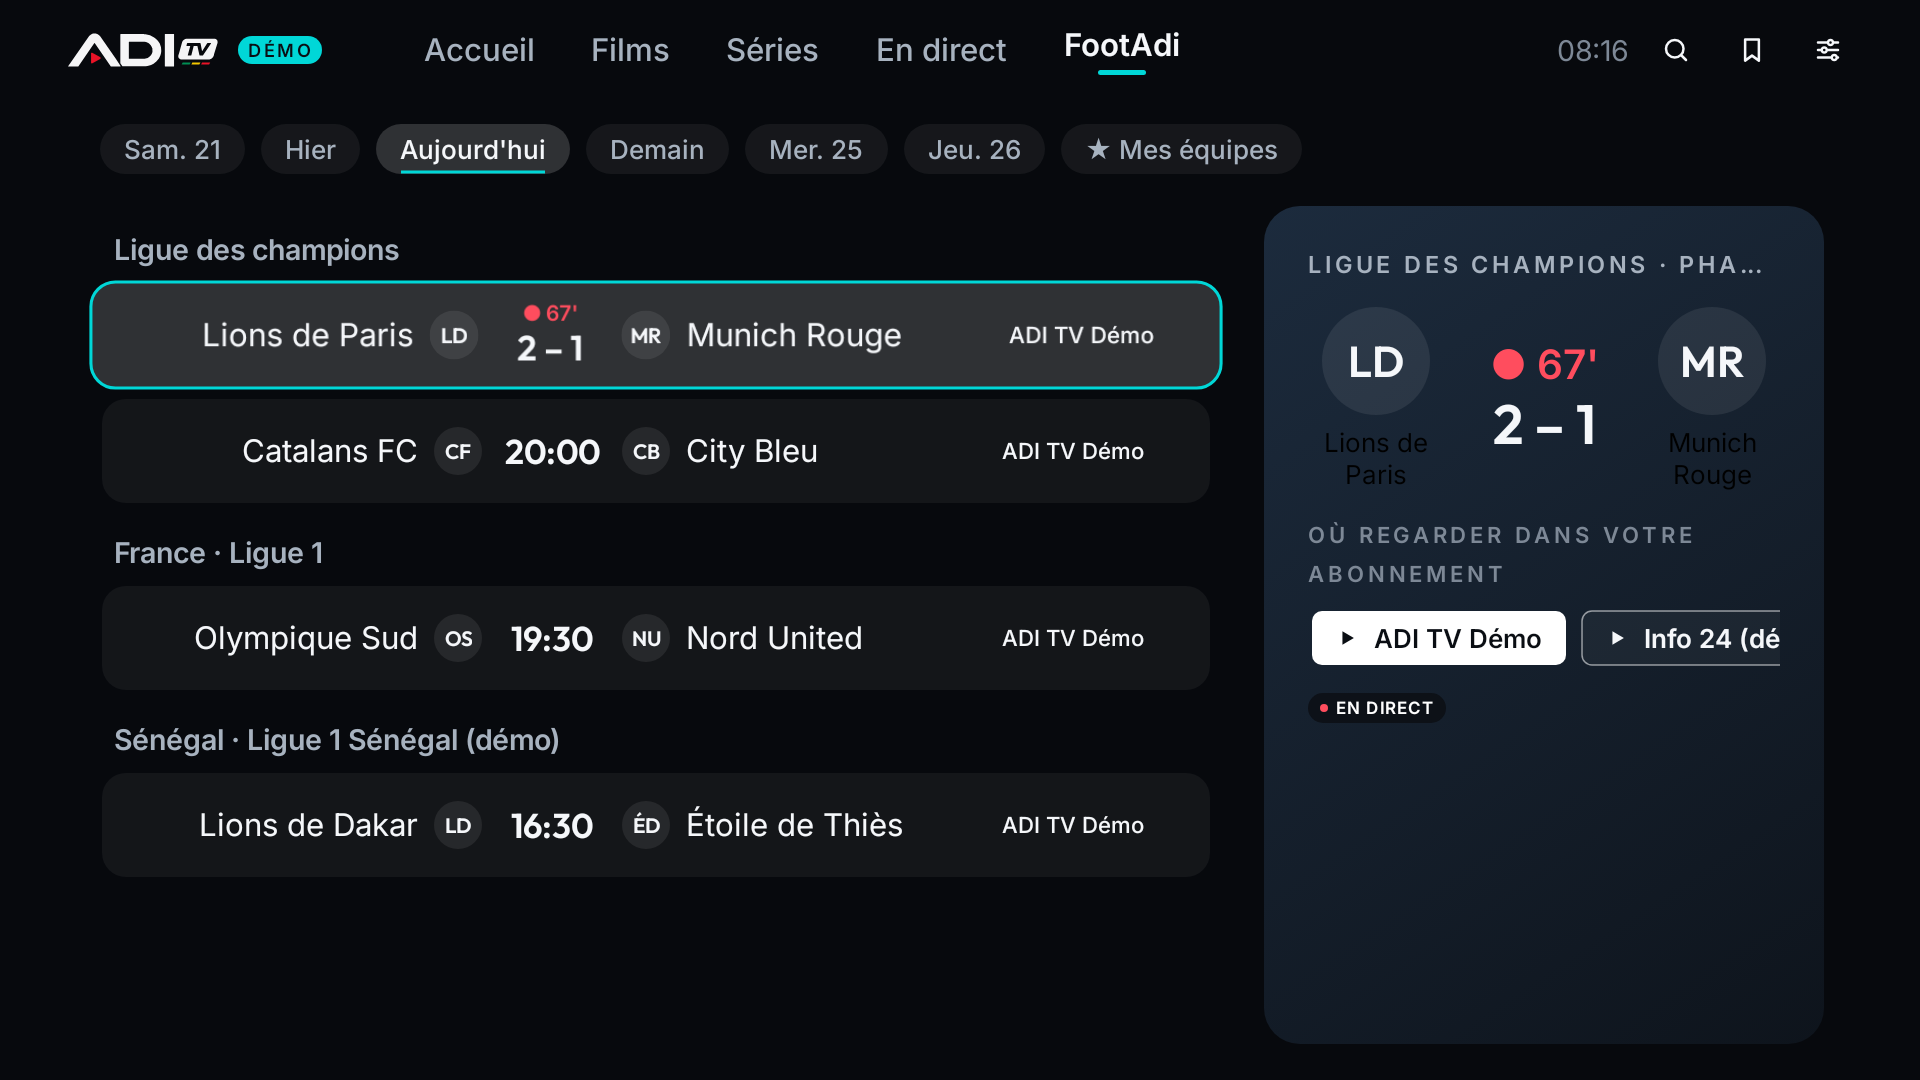 ADI TV DÉMO
Accueil
Films
Séries
En direct
FootAdi
08:16
Sam. 21
Hier
Aujourd'hui
Demain
Mer. 25
Jeu. 26
★ Mes équipes
Ligue des champions
Lions de Paris LD 67' 2 – 1 MR Munich Rouge ADI TV Démo
Catalans FC CF 20:00 CB City Bleu ADI TV Démo
France · Ligue 1
Olympique Sud OS 19:30 NU Nord United ADI TV Démo
Sénégal · Ligue 1 Sénégal (démo)
Lions de Dakar LD 16:30 ÉD Étoile de Thiès ADI TV Démo
LIGUE DES CHAMPIONS · PHA...
LD
67'
2 – 1
MR
Lions de
Paris
Munich
Rouge
OÙ REGARDER DANS VOTRE
ABONNEMENT
ADI TV Démo
Info 24 (dé
EN DIRECT